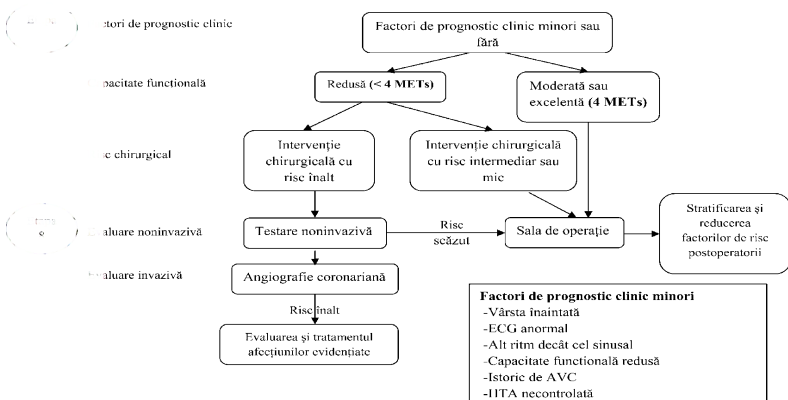 ctori de prognostic clinic
Factori de prognostic clinic minori sau
fără
pacitate funcțională
Redusă (< 4 METs)
Moderată sau
excelentă (4 METs)
sc chirurgical
Intervenție
chirurgicală cu
risc înalt
Intervenție chirurgicală
cu risc intermediar sau
mic
aluare noninvazivă
Testare noninvazivă
Risc
scăzut
Sala de operație
Stratificarea și
reducerea
factorilor de risc
postoperatorii
valuare invazivă
Angiografie coronariană
Risc înalt
Evaluarea și tratamentul
afecțiunilor evidențiate
Factori de prognostic clinic minori
-Vârsta înaintată
-ECG anormal
-Alt ritm decât cel sinusal
-Capacitate funcțională redusă
-Istoric de AVC
-HTA necontrolată